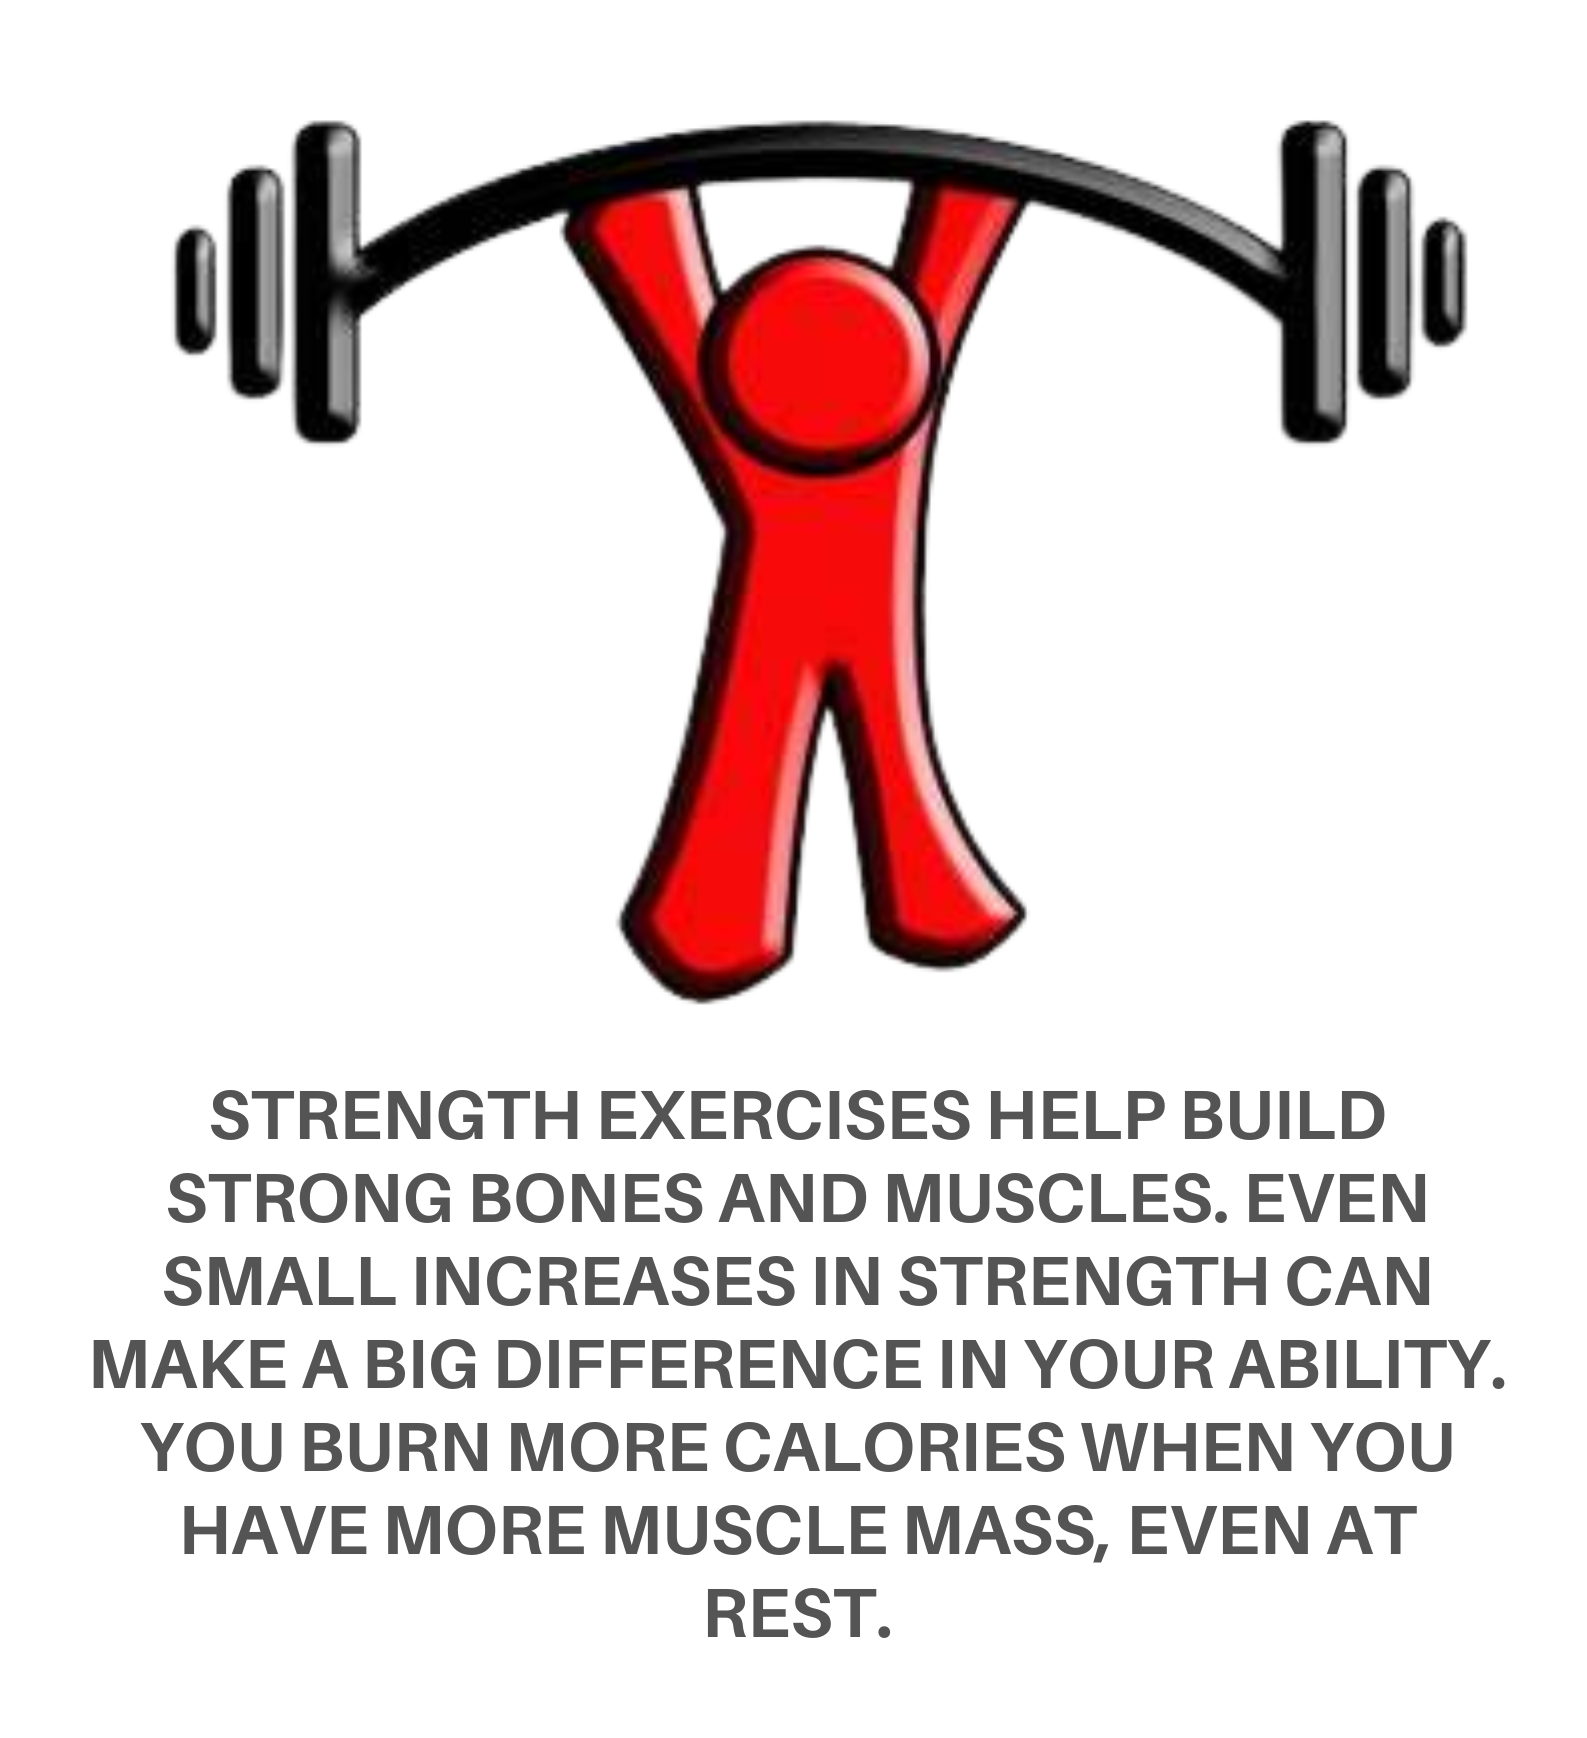 STRENGTH EXERCISES HELP BUILD
STRONG BONES AND MUSCLES. EVEN
SMALL INCREASES IN STRENGTH CAN
MAKE A BIG DIFFERENCE IN YOUR ABILITY.
YOU BURN MORE CALORIES WHEN YOU
HAVE MORE MUSCLE MASS, EVEN AT
REST.